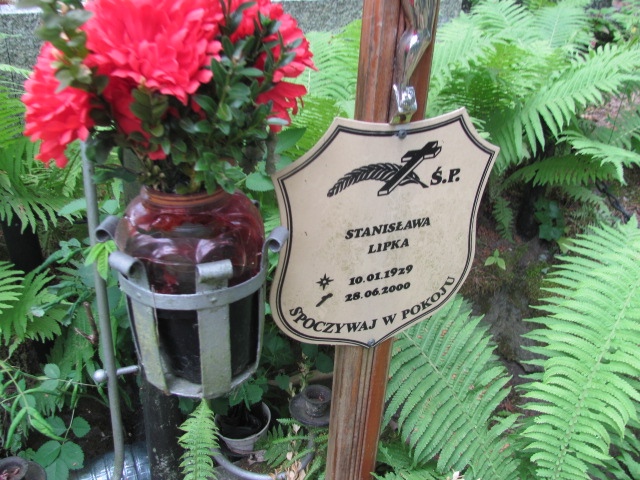 Ś.P.
STANISŁAWA
LIPKA
10.01.1929
28.06.2000
SPOCZYWAJ W POKOJU